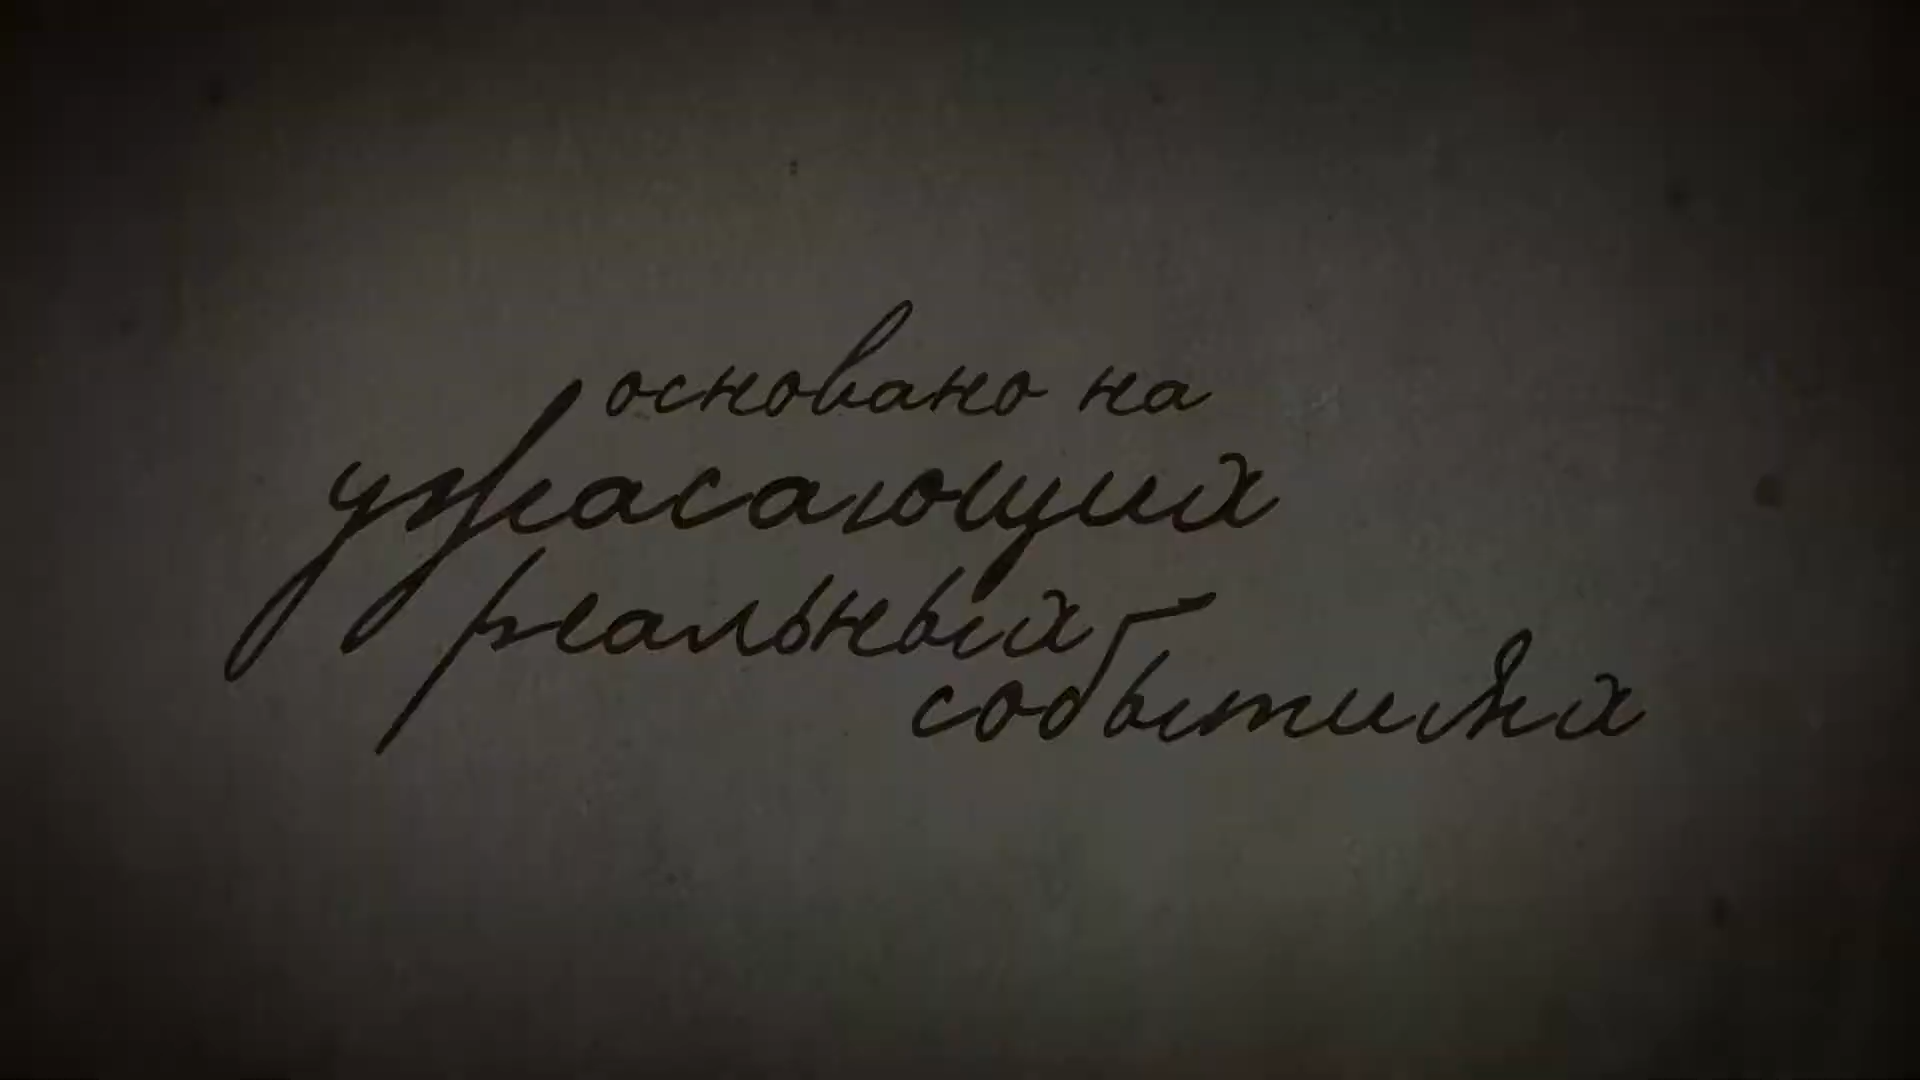 основано на
ужасающих
реальных
событиях